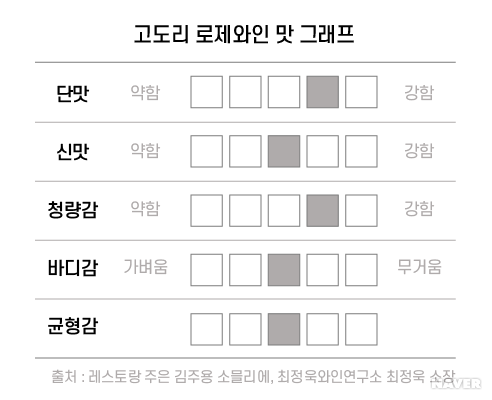 고도리 로제와인 맛 그래프
단맛 약함 강함
신맛 약함 강함
청량감 약함 강함
바디감 가벼움 무거움
균형감
출처 : 레스토랑 주은 김주용 소믈리에, 최정욱와인연구소 최정욱 소장
NAVER